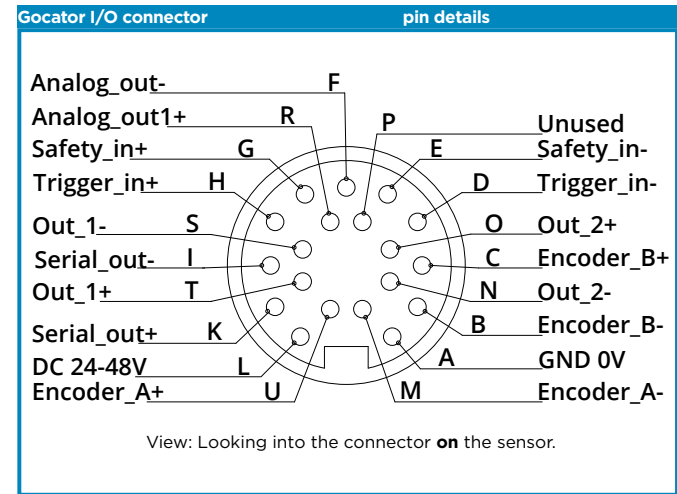 Gocator I/O connector pin details
Analog_out- F
Analog_out1+ R P Unused
Safety_in+ G E Safety_in-
Trigger_in+ H D Trigger_in-
Out_1- S O Out_2+
Serial_out- I C Encoder_B+
Out_1+ T N Out_2-
Serial_out+ K B Encoder_B-
DC 24-48V L A GND 0V
Encoder_A+ U M Encoder_A-
View: Looking into the connector on the sensor.